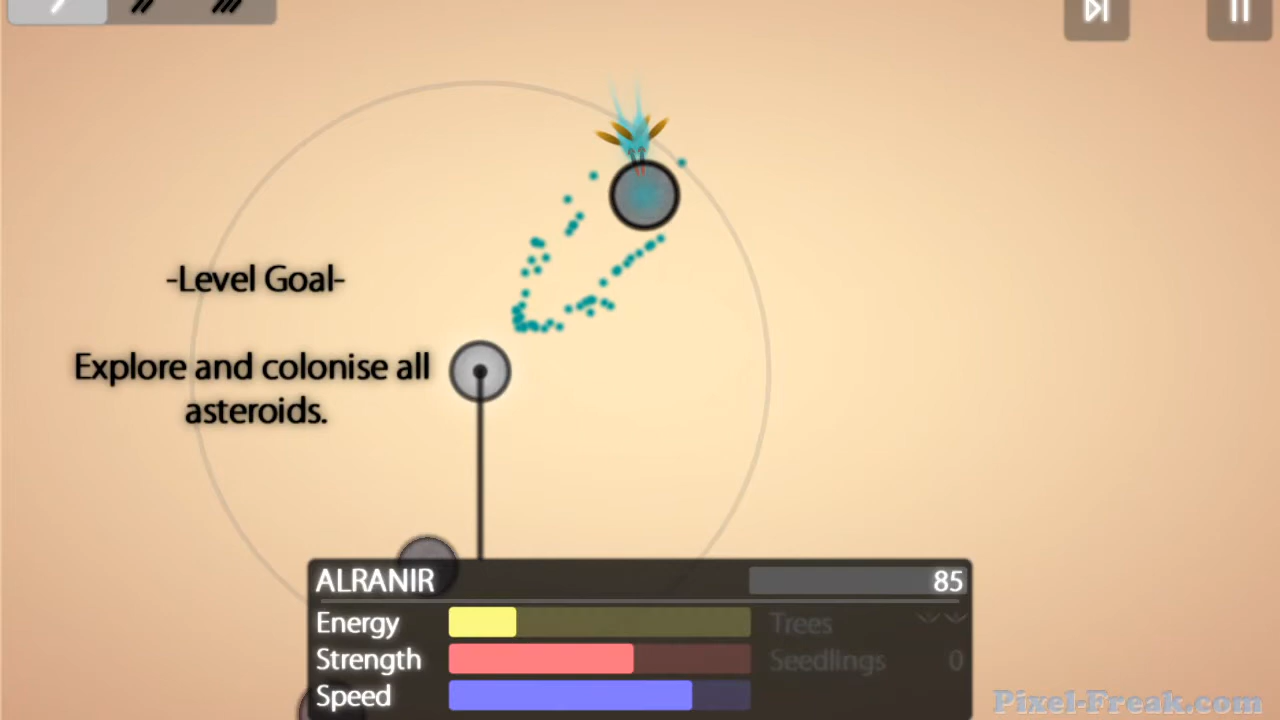 -Level Goal-
Explore and colonise all
asteroids.
ALRANIR 85
Energy Trees
Strength Seedlings 0
Speed
Pixel-Freak.com